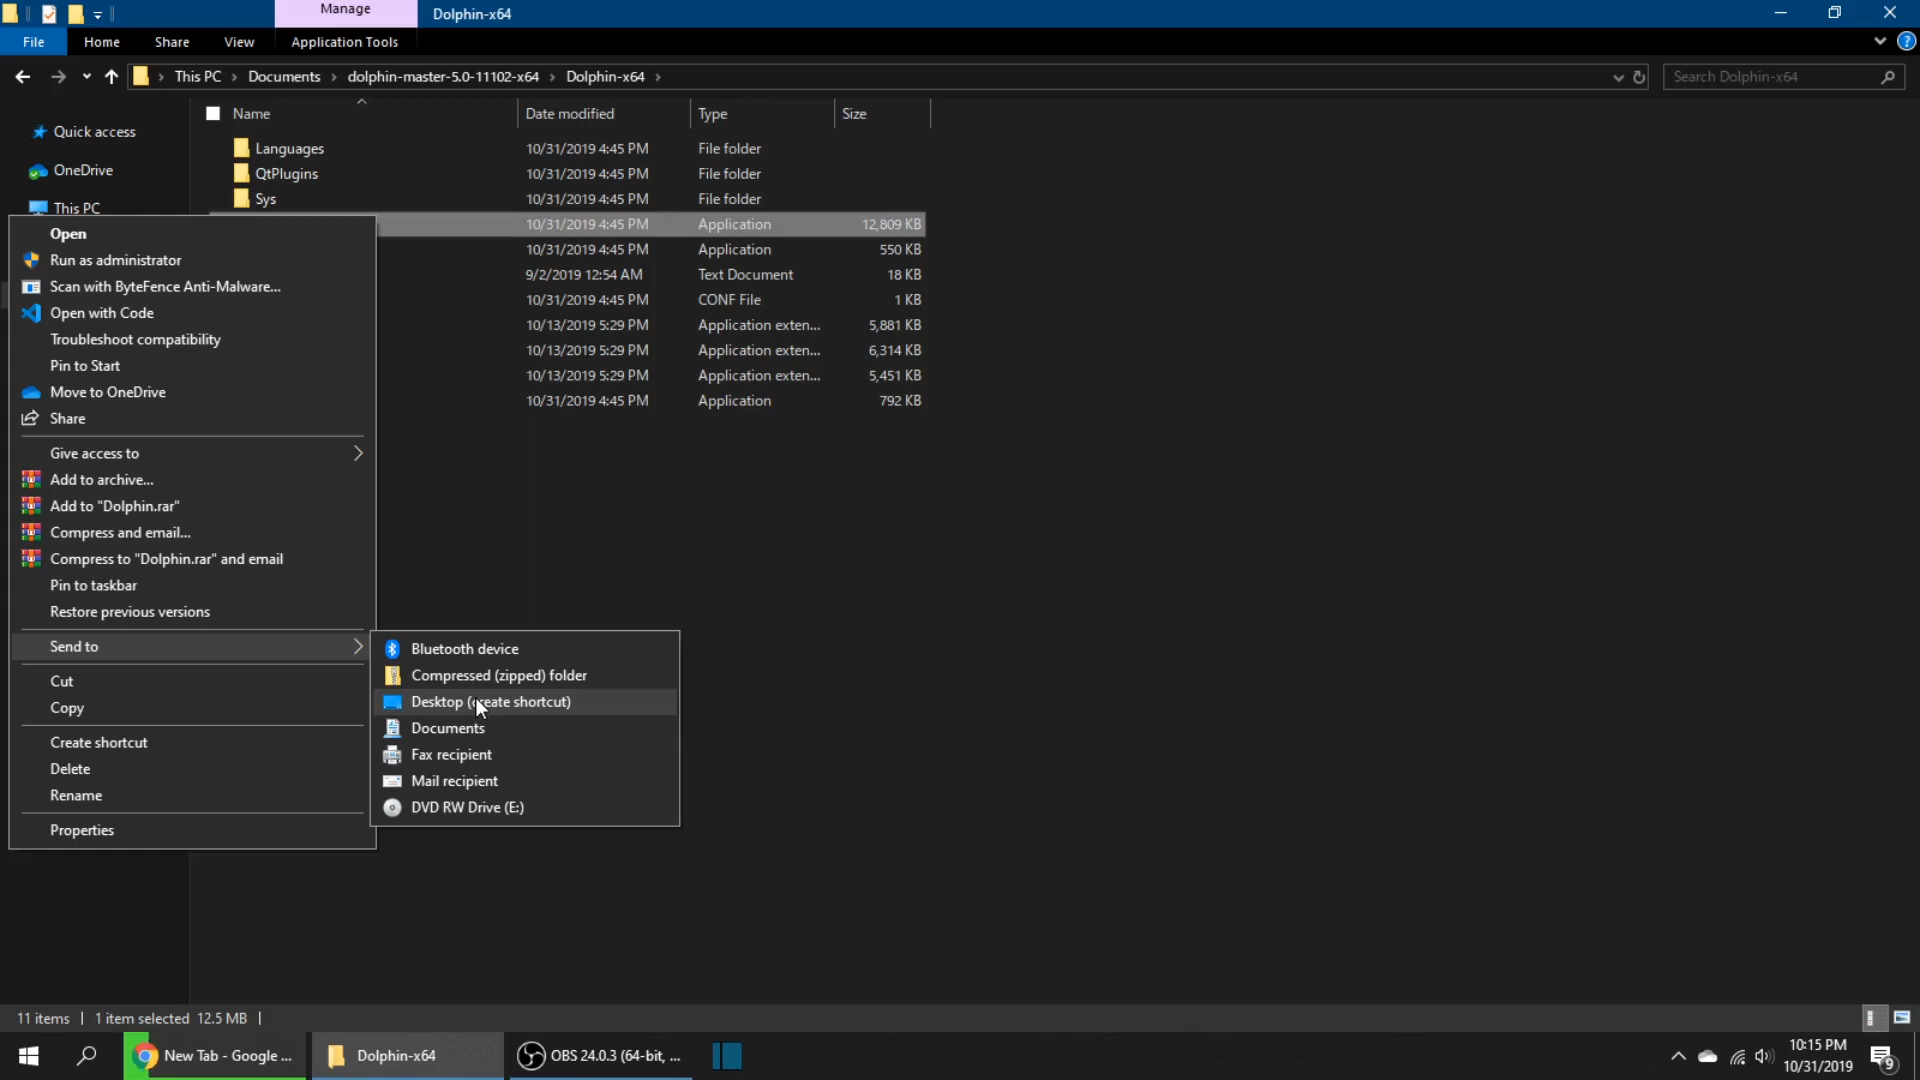 Manage
Dolphin-x64
File
Home
Share
View
Application Tools
?
This PC
Documents
dolphin-master-5.0-11102-x64
Dolphin-x64
Search Dolphin-x64
Name
Date modified
Type
Size
Quick access
OneDrive
This PC
Languages 10/31/2019 4:45 PM File folder
QtPlugins 10/31/2019 4:45 PM File folder
Sys 10/31/2019 4:45 PM File folder
10/31/2019 4:45 PM Application 12,809 KB
10/31/2019 4:45 PM Application 550 KB
9/2/2019 12:54 AM Text Document 18 KB
10/31/2019 4:45 PM CONF File 1 KB
10/13/2019 5:29 PM Application exten... 5,881 KB
10/13/2019 5:29 PM Application exten... 6,314 KB
10/13/2019 5:29 PM Application exten... 5,451 KB
10/31/2019 4:45 PM Application 792 KB
Open
Run as administrator
Scan with ByteFence Anti-Malware...
Open with Code
Troubleshoot compatibility
Pin to Start
Move to OneDrive
Share
Give access to
Add to archive...
Add to "Dolphin.rar"
Compress and email...
Compress to "Dolphin.rar" and email
Pin to taskbar
Restore previous versions
Send to
Cut
Copy
Create shortcut
Delete
Rename
Properties
Bluetooth device
Compressed (zipped) folder
Desktop (create shortcut)
Documents
Fax recipient
Mail recipient
DVD RW Drive (E:)
11 items
1 item selected 12.5 MB
New Tab - Google ...
Dolphin-x64
OBS 24.0.3 (64-bit, ...
10:15 PM
10/31/2019
9